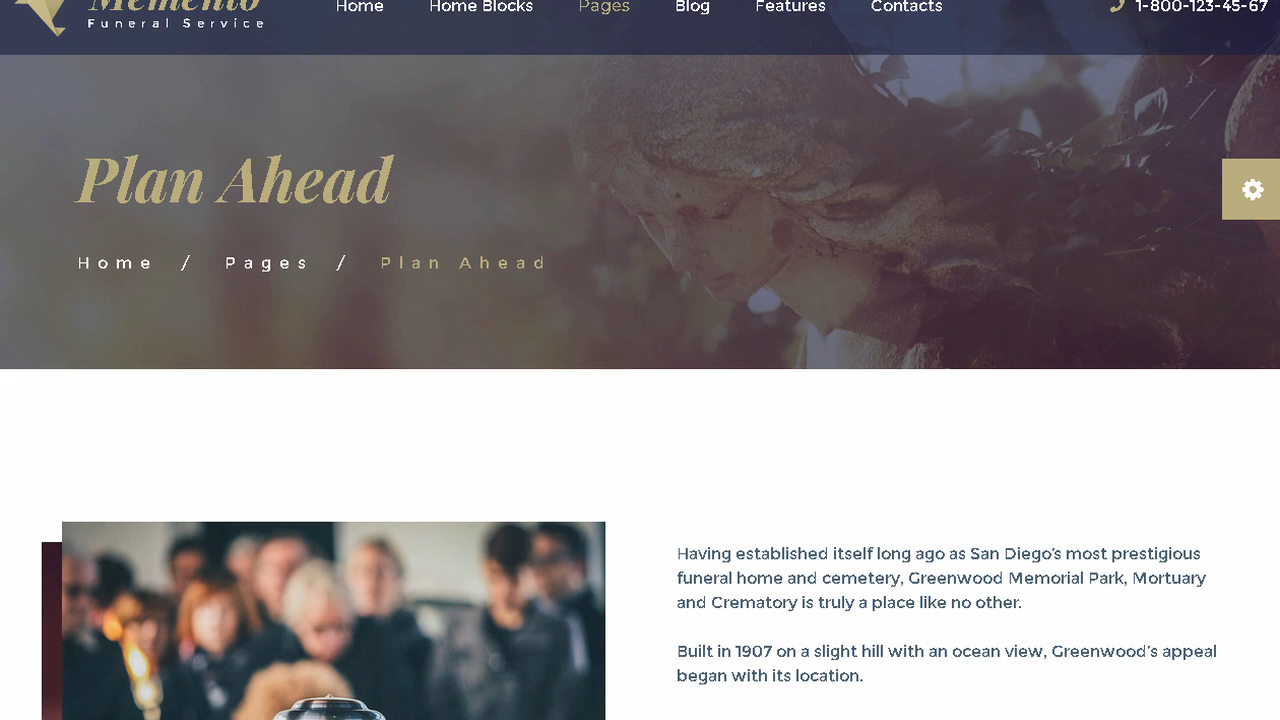 Memento
Funeral Service
Home
Home Blocks
Pages
Blog
Features
Contacts
1-800-123-45-67
Plan Ahead
Home / Pages / Plan Ahead
Having established itself long ago as San Diego's most prestigious
funeral home and cemetery, Greenwood Memorial Park, Mortuary
and Crematory is truly a place like no other.
Built in 1907 on a slight hill with an ocean view, Greenwood's appeal
began with its location.